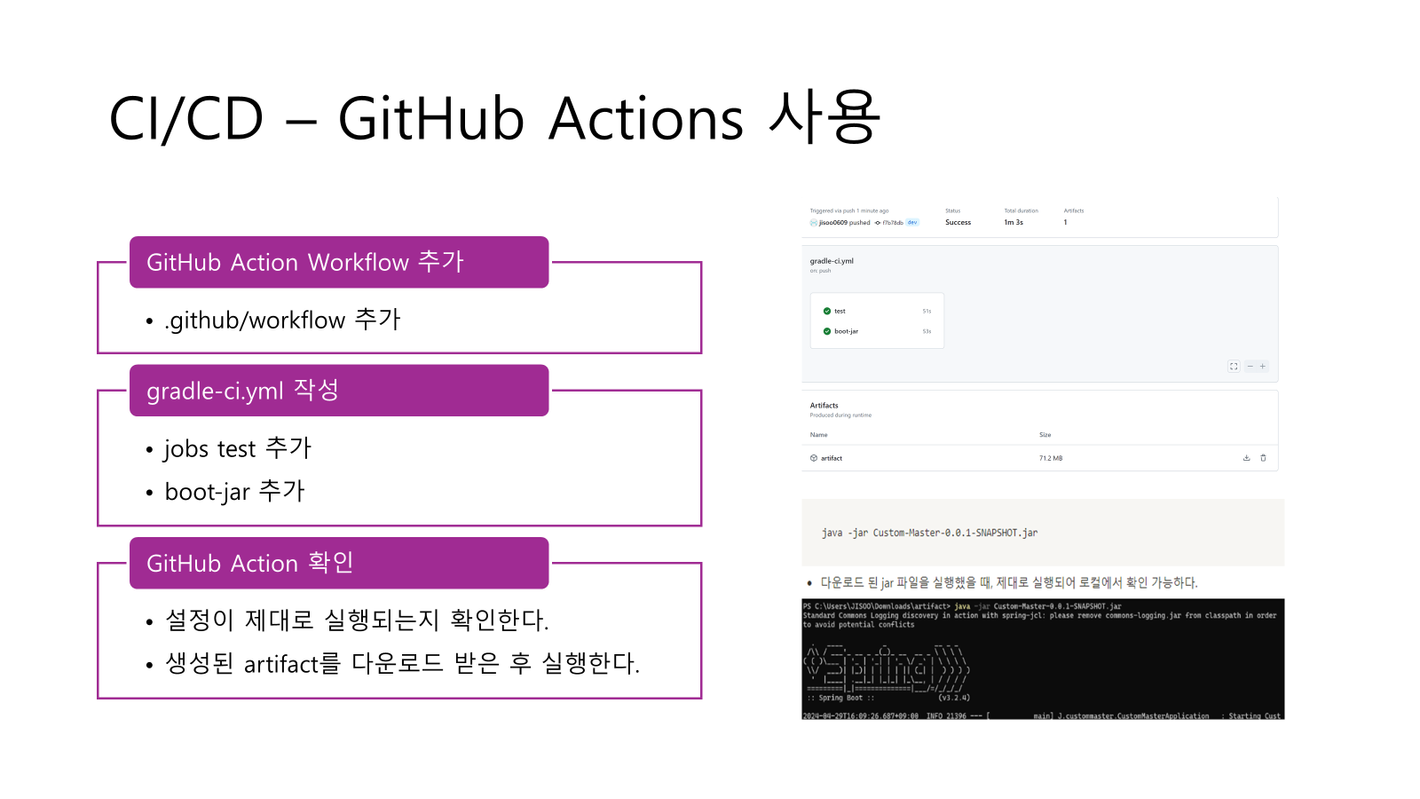 CI/CD – GitHub Actions 사용
GitHub Action Workflow 추가
• .github/workflow 추가
gradle-ci.yml 작성
• jobs test 추가
• boot-jar 추가
GitHub Action 확인
• 설정이 제대로 실행되는지 확인한다.
• 생성된 artifact를 다운로드 받은 후 실행한다.
Triggered via push 1 minute ago
Status
Total duration
Artifacts
jisoo0609 pushed f7b78db dev
Success
1m 3s
1
gradle-ci.yml
on: push
test 51s
boot-jar 53s
Artifacts
Produced during runtime
Name Size
artifact 71.2 MB
java -jar Custom-Master-0.0.1-SNAPSHOT.jar
• 다운로드 된 jar 파일을 실행했을 때, 제대로 실행되어 로컬에서 확인 가능하다.
PS C:\Users\JISOO\Downloads\artifact> java -jar Custom-Master-0.0.1-SNAPSHOT.jar
Standard Commons Logging discovery in action with spring-jcl: please remove commons-logging.jar from classpath in order
to avoid potential conflicts
Spring
:: Spring Boot :: (v3.2.4)
2024-04-29T16:09:26.687+09:00 INFO 21396 --- [ main] J.custommaster.CustomMasterApplication : Starting Cust